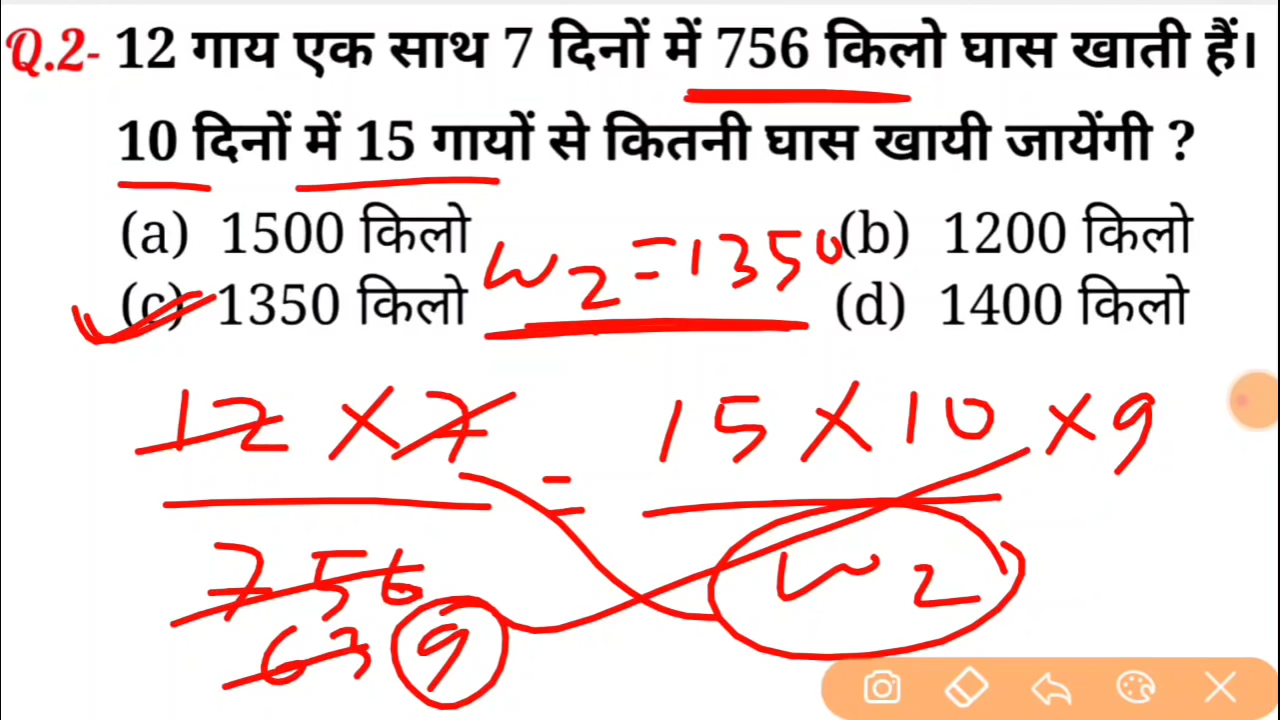 Q.2- 12 गाय एक साथ 7 दिनों में 756 किलो घास खाती हैं।
10 दिनों में 15 गायों से कितनी घास खायी जायेंगी ?
(a) 1500 किलो (b) 1200 किलो
W2 = 1350
(c) 1350 किलो (d) 1400 किलो
12 × 7 = 15 × 10 × 9
756 W2
63 9